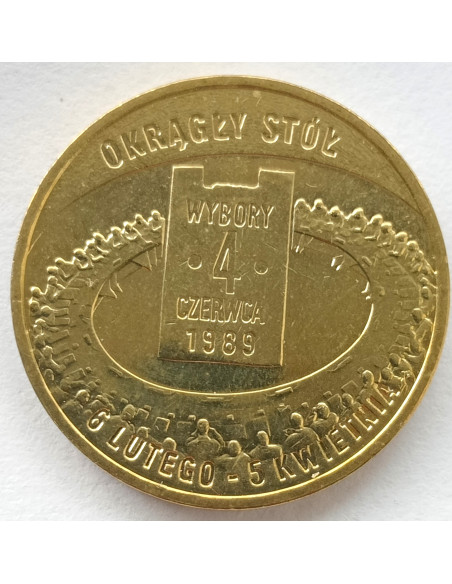 OKRĄGŁY STÓŁ
WYBORY
· 4 ·
CZERWCA
1989
6 LUTEGO - 5 KWIETNIA